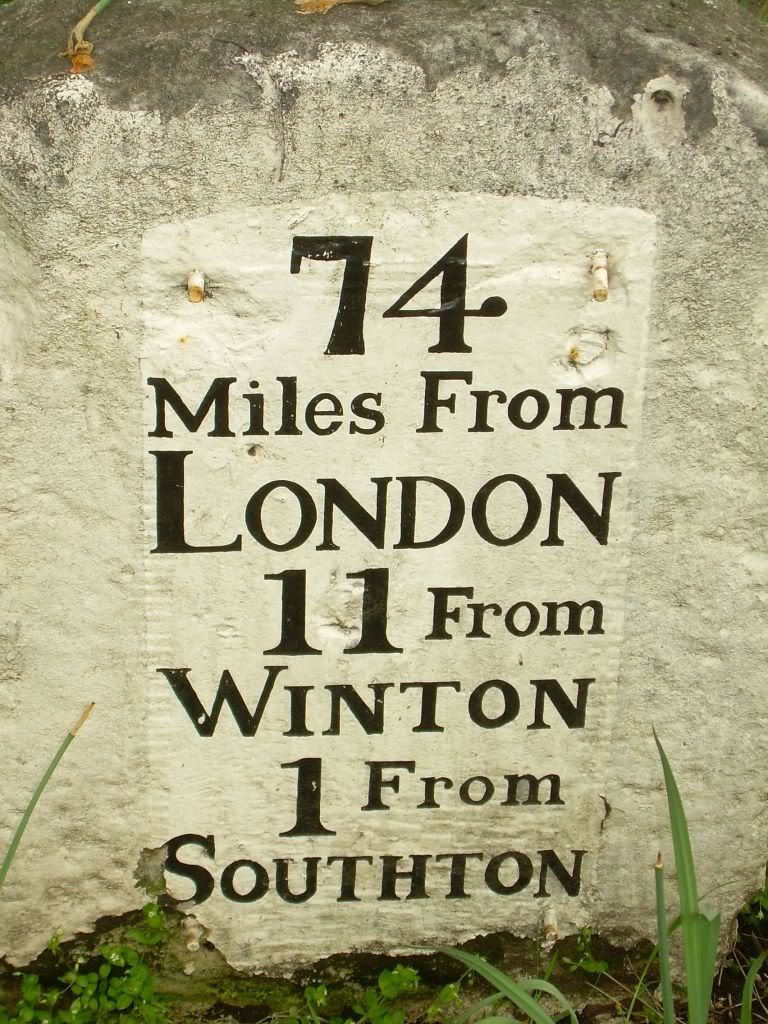 74
Miles From
LONDON
11 From
WINTON
1 From
SOUTHTON